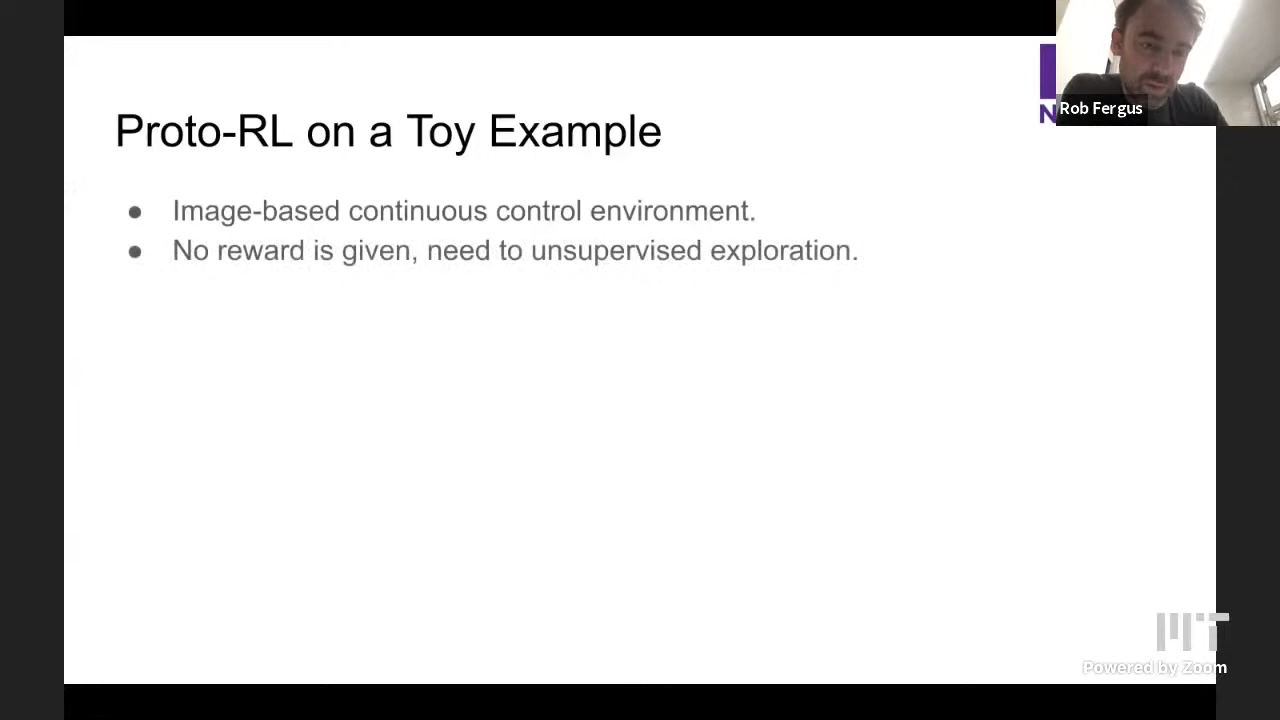 Proto-RL on a Toy Example
● Image-based continuous control environment.
● No reward is given, need to unsupervised exploration.
N
Rob Fergus
MIT
Powered by Zoom